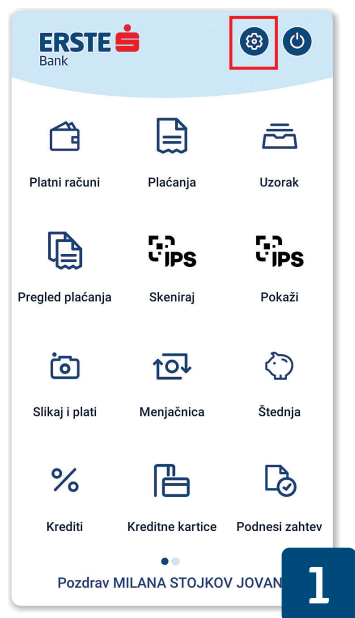 ERSTE
Bank
Platni računi
Plaćanja
Uzorak
Pregled plaćanja
IPS
Skeniraj
IPS
Pokaži
Slikaj i plati
Menjačnica
Štednja
Krediti
Kreditne kartice
Podnesi zahtev
Pozdrav MILANA STOJKOV JOVAN
1